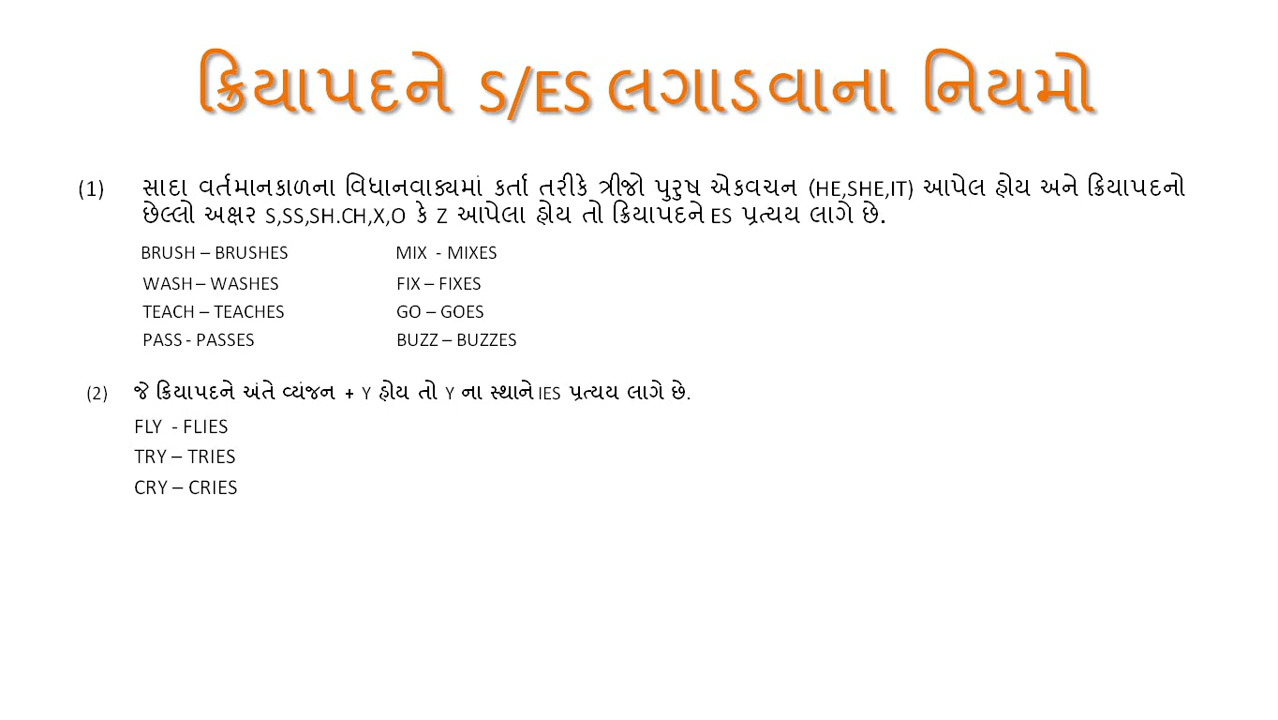 ક્રિયાપદને S/ES લગાડવાના નિયમો
(1) સાદા વર્તમાનકાળના વિધાનવાક્યમાં કર્તા તરીકે ત્રીજો પુરુષ એકવચન (HE,SHE,IT) આપેલ હોય અને ક્રિયાપદનો
છેલ્લો અક્ષર S,SS,SH.CH,X,O કે Z આપેલા હોય તો ક્રિયાપદને ES પ્રત્યય લાગે છે.
BRUSH – BRUSHES MIX - MIXES
WASH – WASHES FIX – FIXES
TEACH – TEACHES GO – GOES
PASS - PASSES BUZZ – BUZZES
(2) જે ક્રિયાપદને અંતે વ્યંજન + Y હોય તો Y ના સ્થાને IES પ્રત્યય લાગે છે.
FLY - FLIES
TRY – TRIES
CRY – CRIES